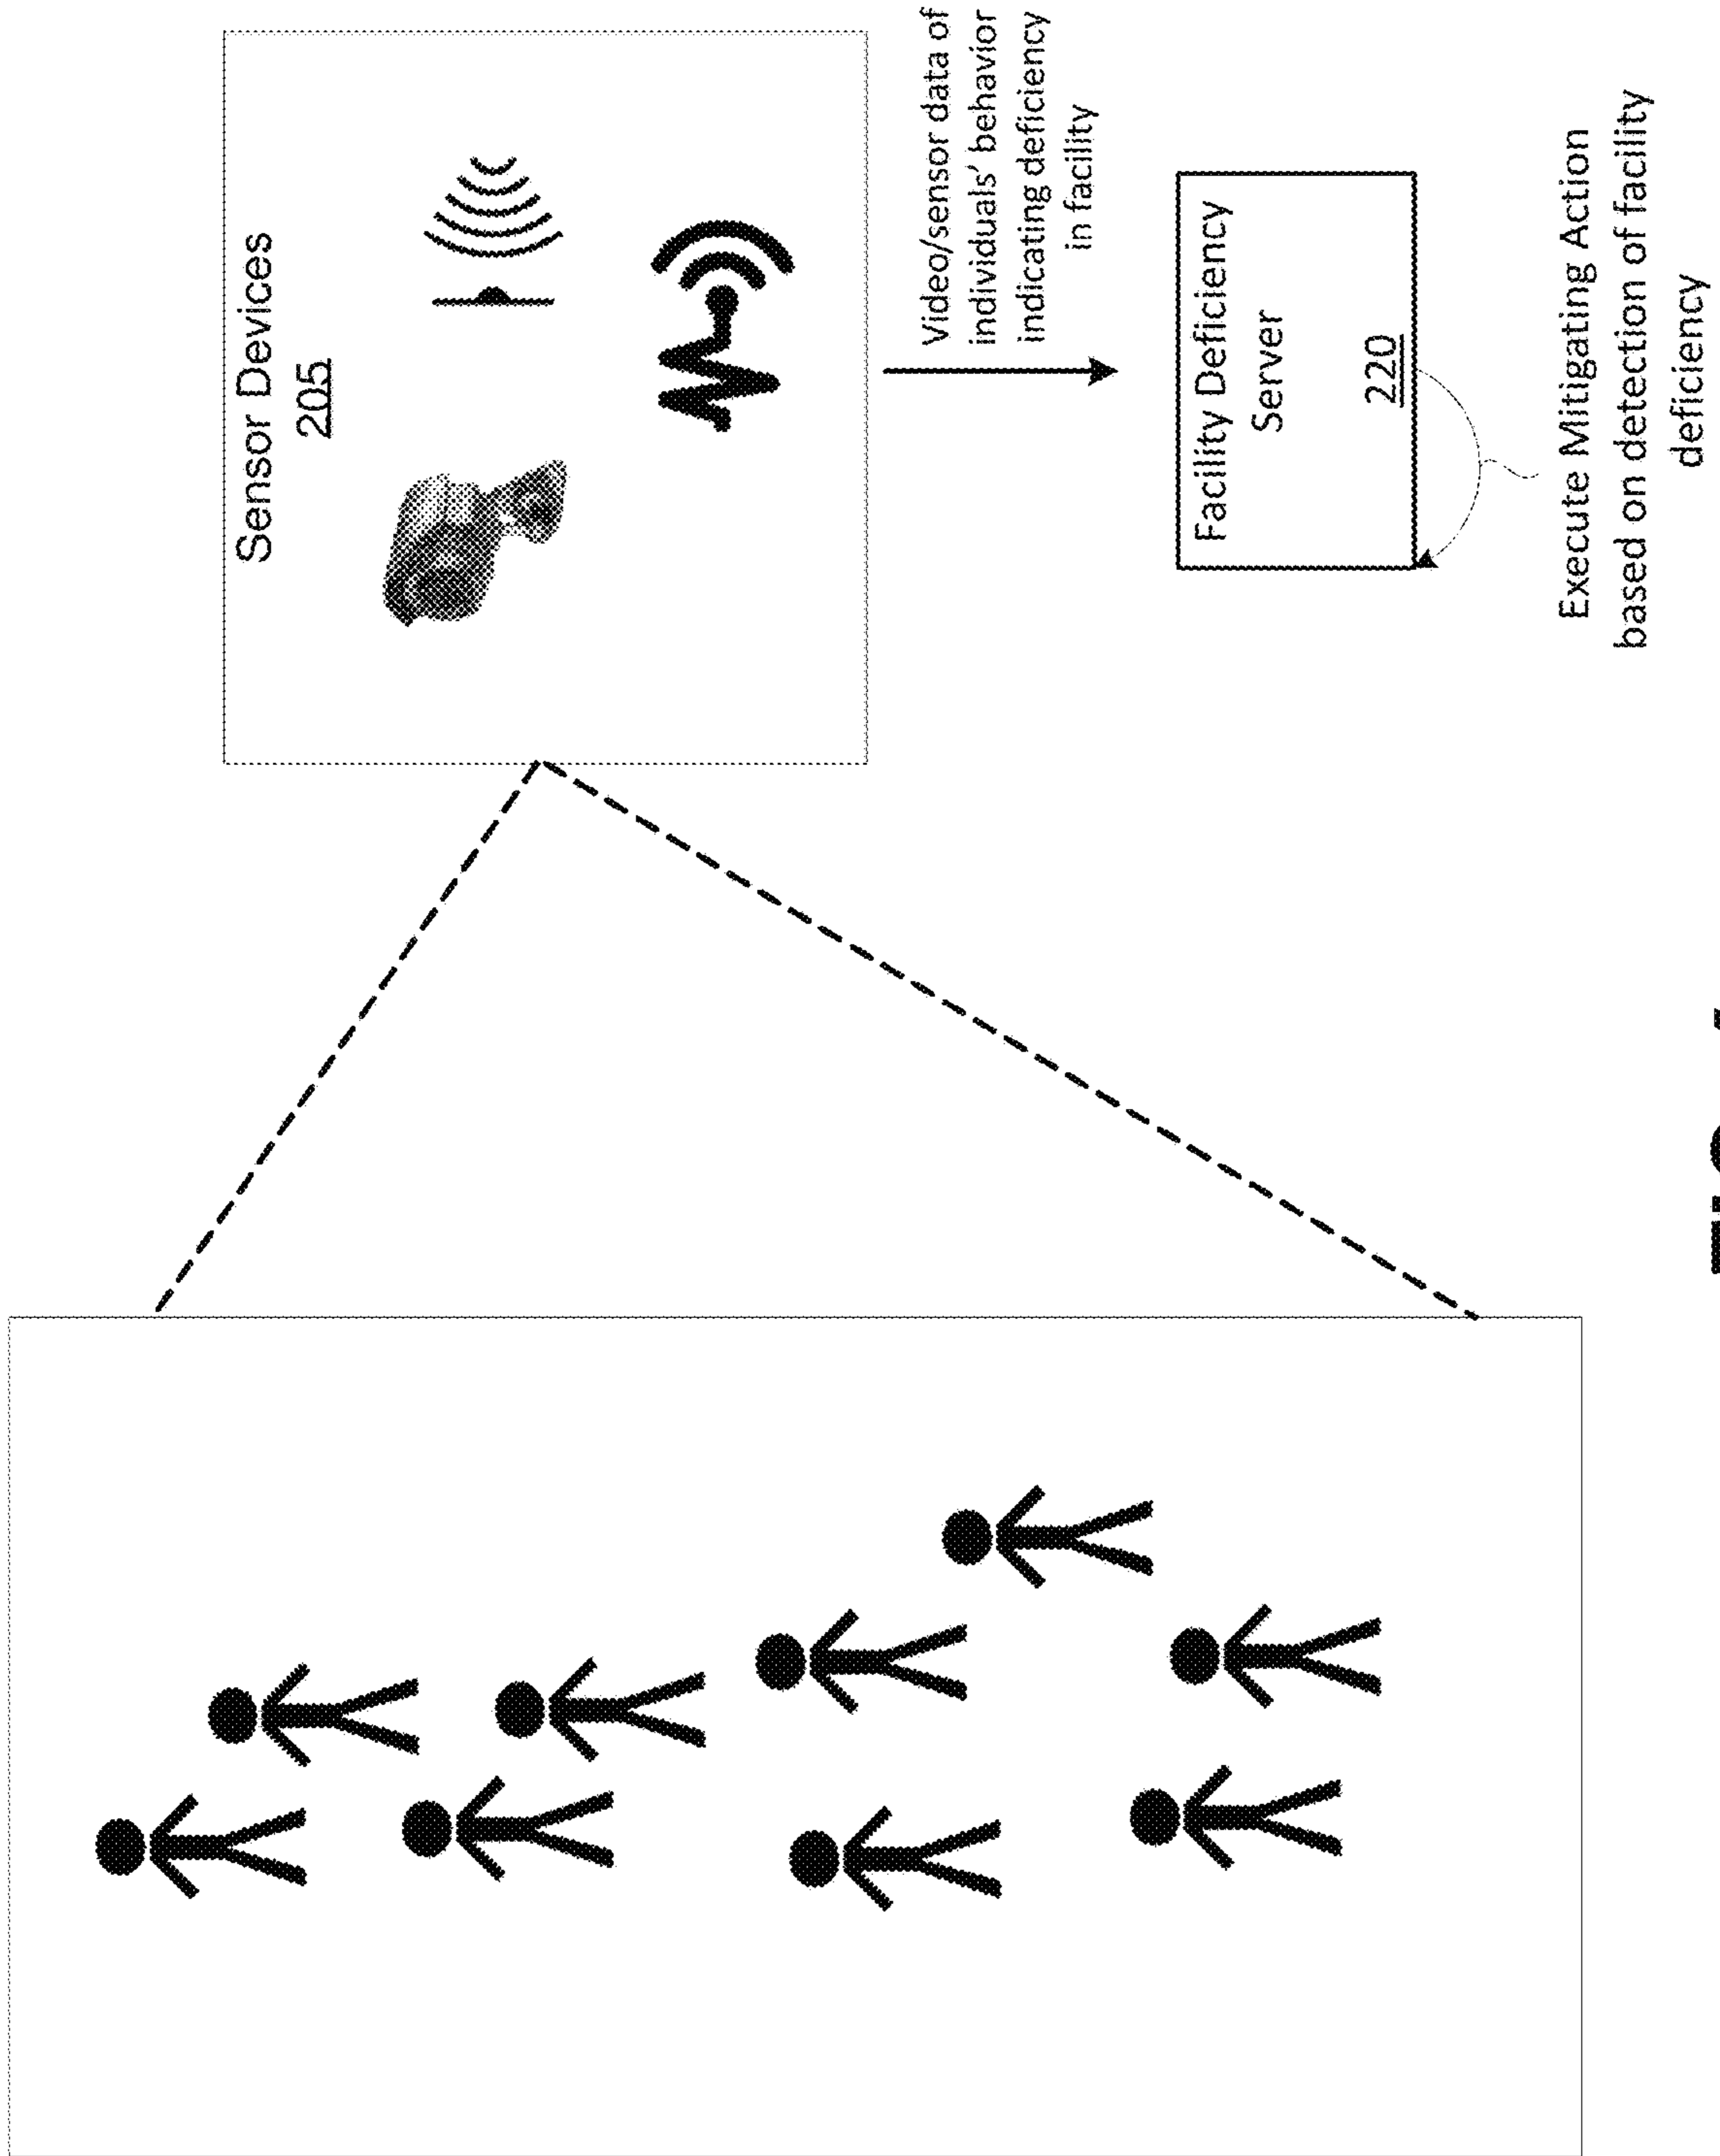 Sensor Devices
205
Video/sensor data of
individuals' behavior
indicating deficiency
in facility
Facility Deficiency
Server
220
Execute Mitigating Action
based on detection of facility
deficiency